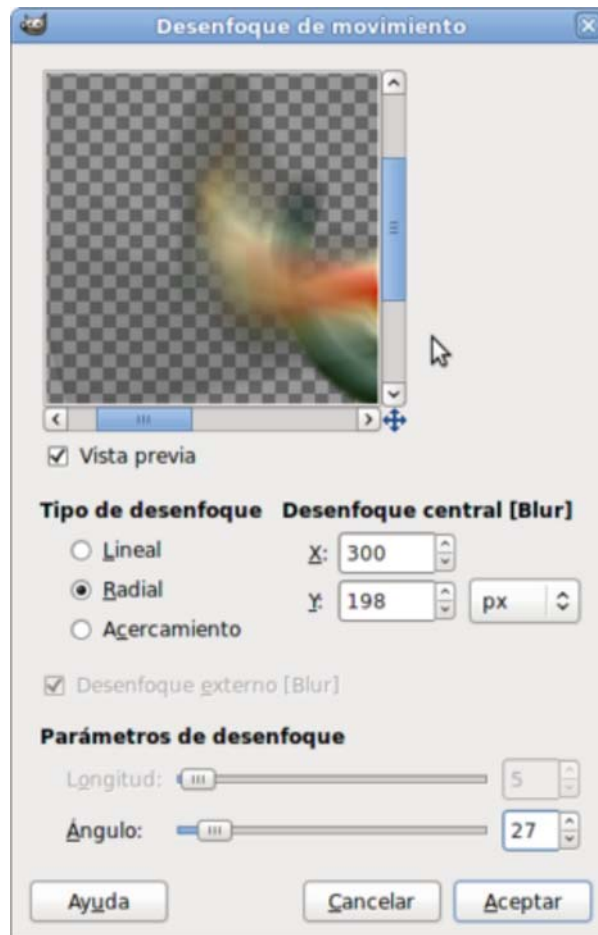 Desenfoque de movimiento
Vista previa
Tipo de desenfoque
Lineal
Radial
Acercamiento
Desenfoque central [Blur]
X: 300
Y: 198 px
Desenfoque externo [Blur]
Parámetros de desenfoque
Longitud: 5
Ángulo: 27
Ayuda Cancelar Aceptar